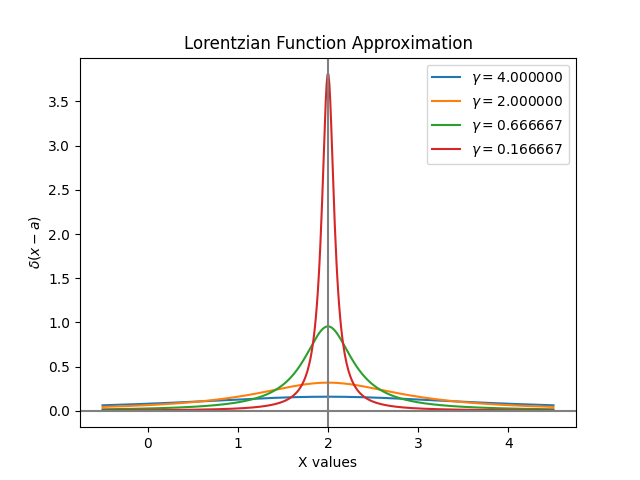 Lorentzian Function Approximation
γ = 4.000000
γ = 2.000000
γ = 0.666667
γ = 0.166667
δ(x − a)
3.5
3.0
2.5
2.0
1.5
1.0
0.5
0.0
0 1 2 3 4
X values